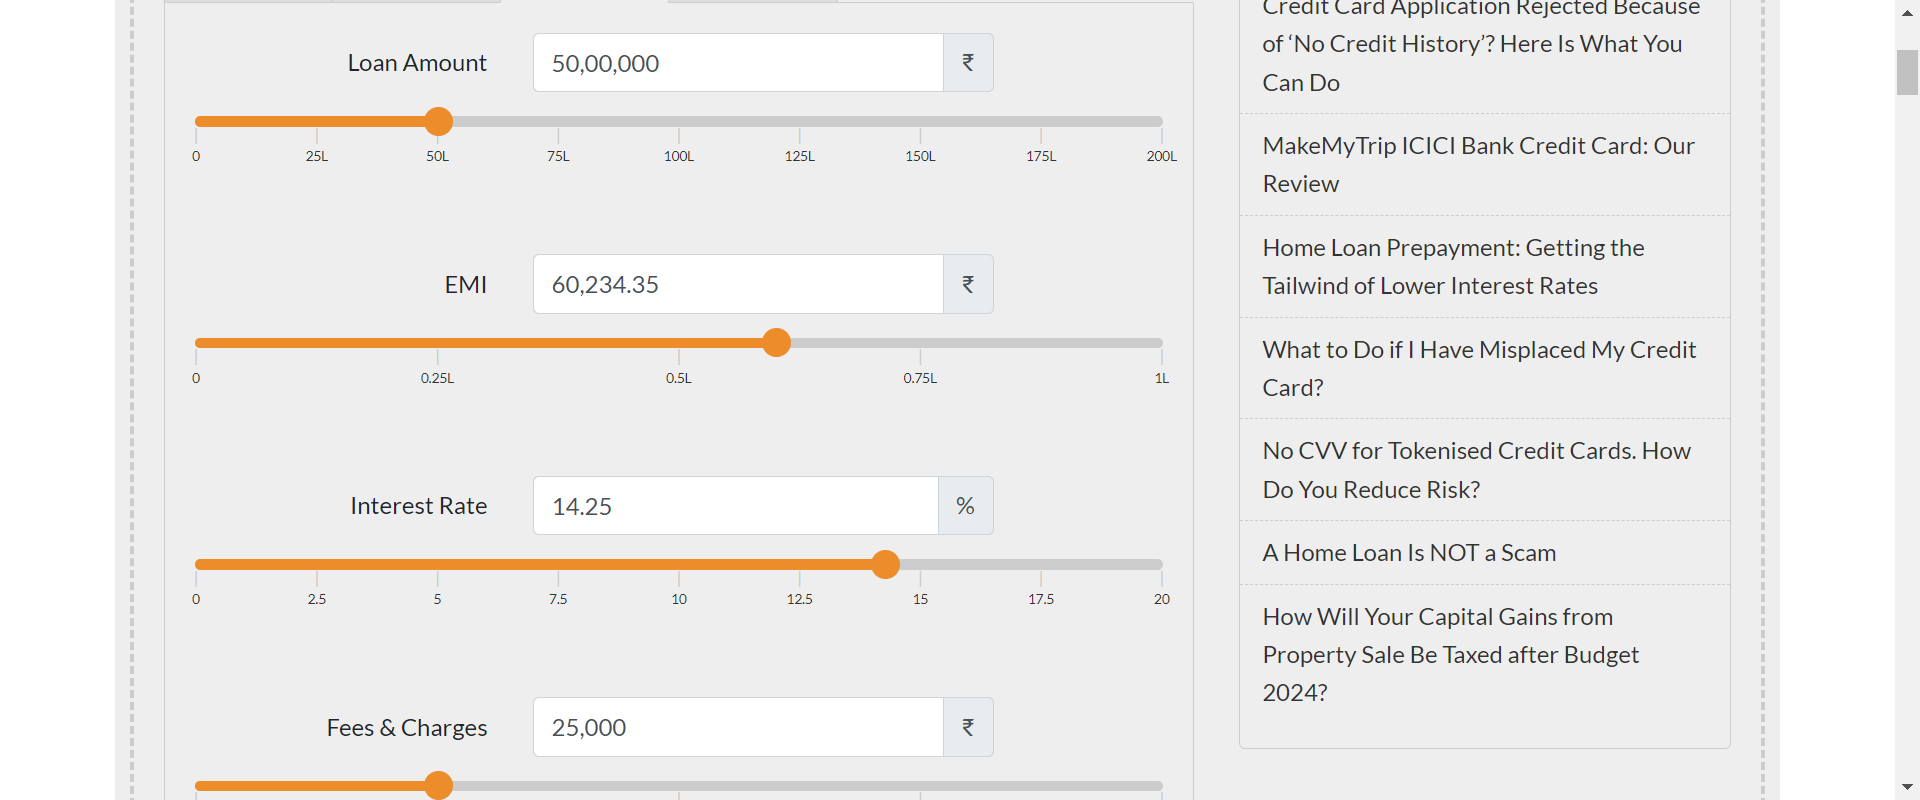 Loan Amount
50,00,000
₹
0 25L 50L 75L 100L 125L 150L 175L 200L
EMI
60,234.35
₹
0 0.25L 0.5L 0.75L 1L
Interest Rate
14.25
%
0 2.5 5 7.5 10 12.5 15 17.5 20
Fees & Charges
25,000
₹
Credit Card Application Rejected Because
of ‘No Credit History’? Here Is What You
Can Do
MakeMyTrip ICICI Bank Credit Card: Our
Review
Home Loan Prepayment: Getting the
Tailwind of Lower Interest Rates
What to Do if I Have Misplaced My Credit
Card?
No CVV for Tokenised Credit Cards. How
Do You Reduce Risk?
A Home Loan Is NOT a Scam
How Will Your Capital Gains from
Property Sale Be Taxed after Budget
2024?